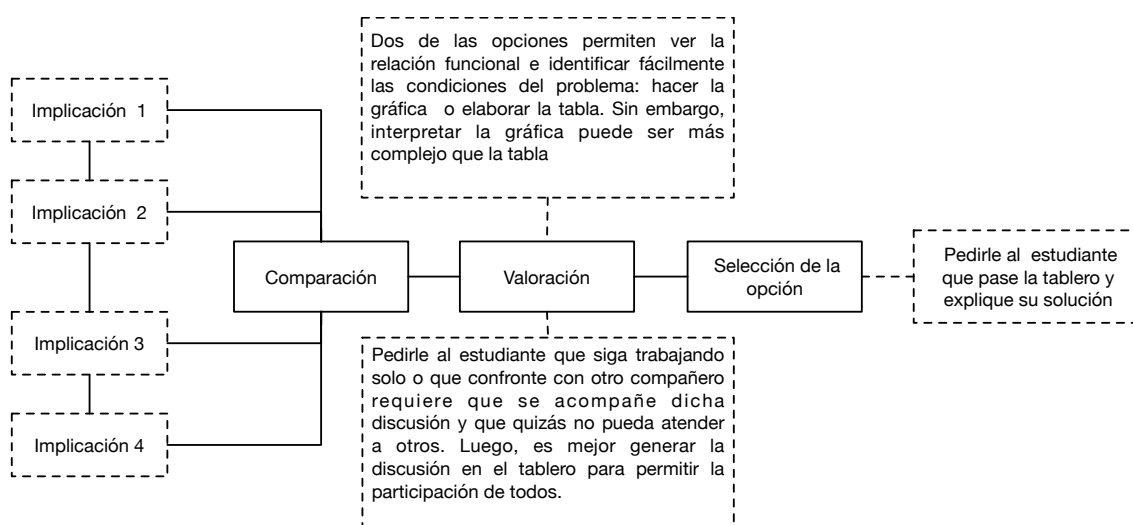 Dos de las opciones permiten ver la
relación funcional e identificar fácilmente
las condiciones del problema: hacer la
gráfica o elaborar la tabla. Sin embargo,
interpretar la gráfica puede ser más
complejo que la tabla
Implicación 1
Implicación 2
Comparación
Valoración
Selección de la
opción
Pedirle al estudiante
que pase la tablero y
explique su solución
Implicación 3
Implicación 4
Pedirle al estudiante que siga trabajando
solo o que confronte con otro compañero
requiere que se acompañe dicha
discusión y que quizás no pueda atender
a otros. Luego, es mejor generar la
discusión en el tablero para permitir la
participación de todos.